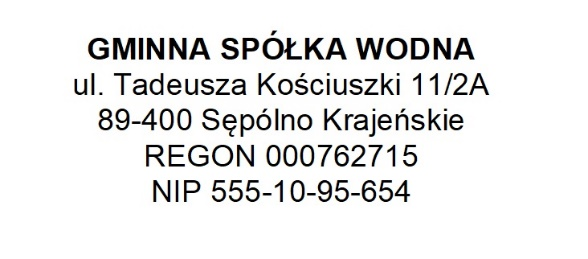 GMINNA SPÓŁKA WODNA
ul. Tadeusza Kościuszki 11/2A
89-400 Sępólno Krajeńskie
REGON 000762715
NIP 555-10-95-654